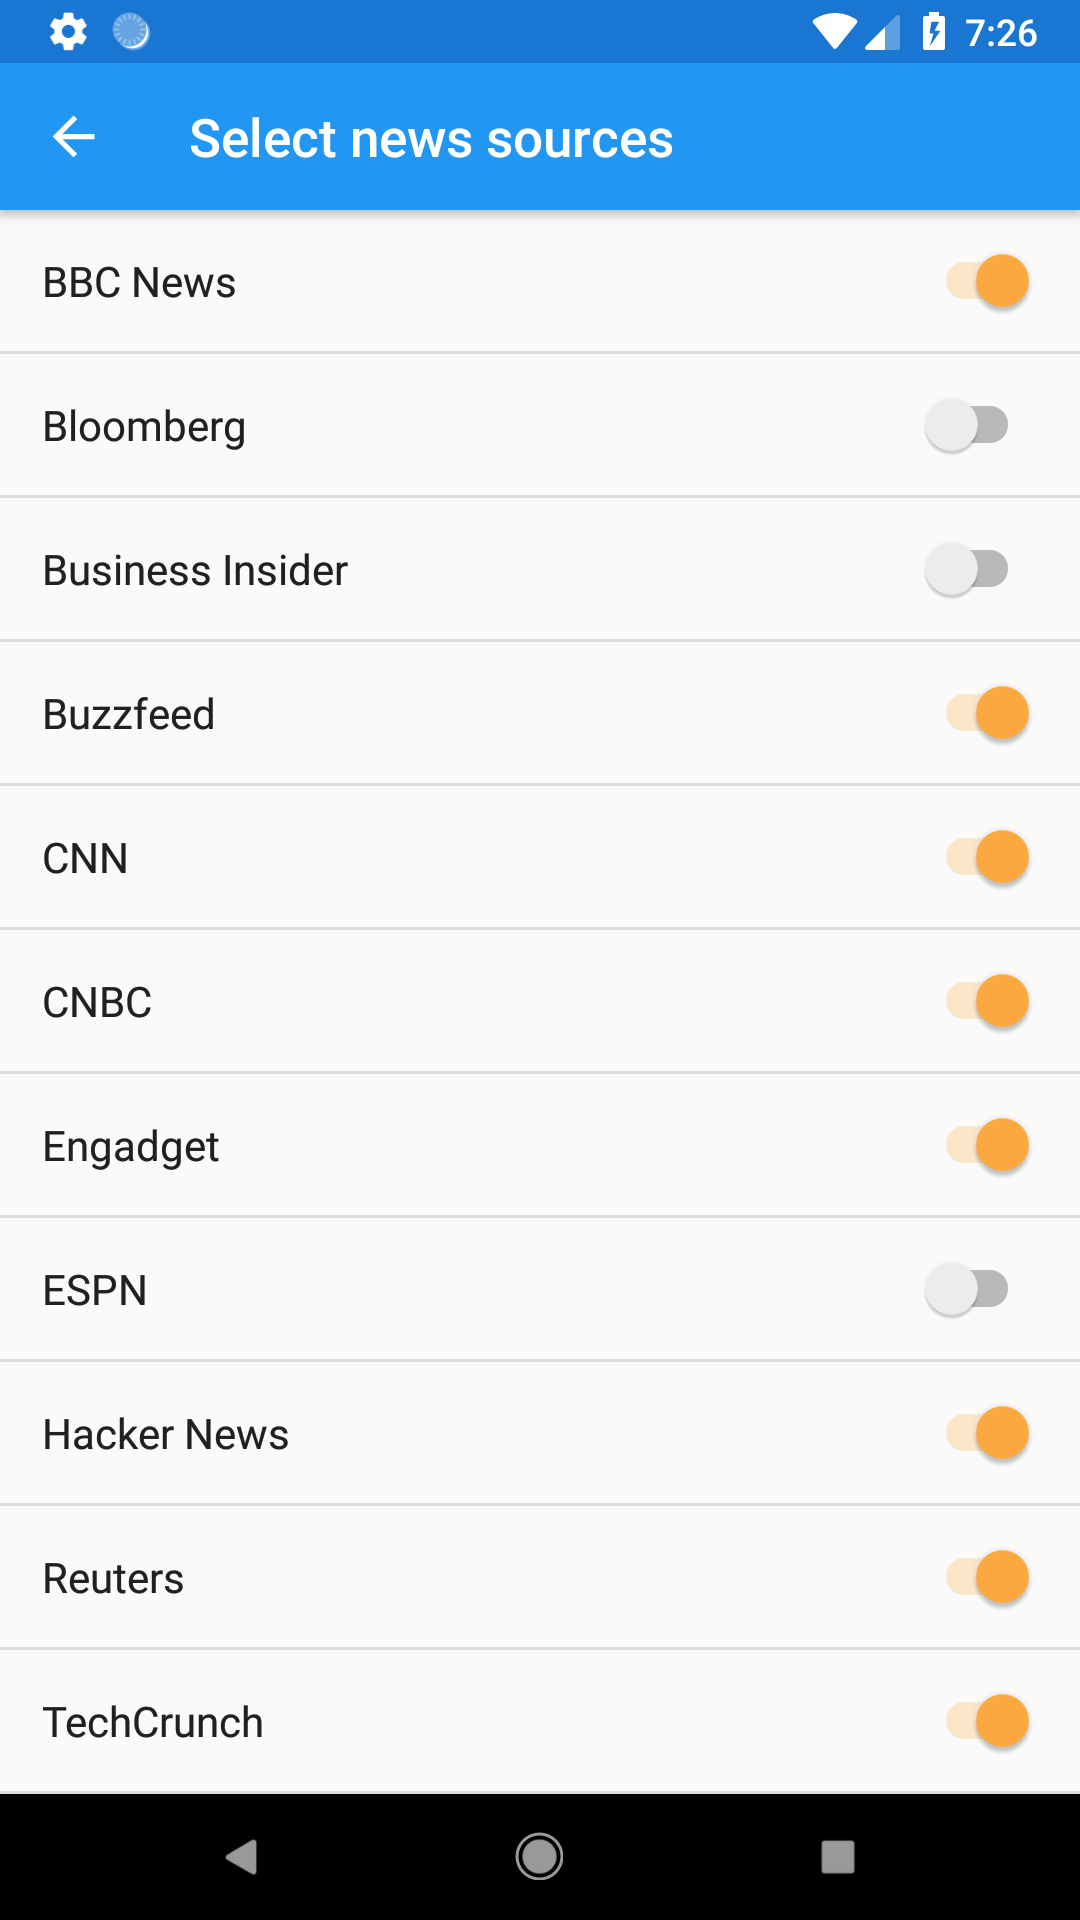 7:26
Select news sources
BBC News
Bloomberg
Business Insider
Buzzfeed
CNN
CNBC
Engadget
ESPN
Hacker News
Reuters
TechCrunch